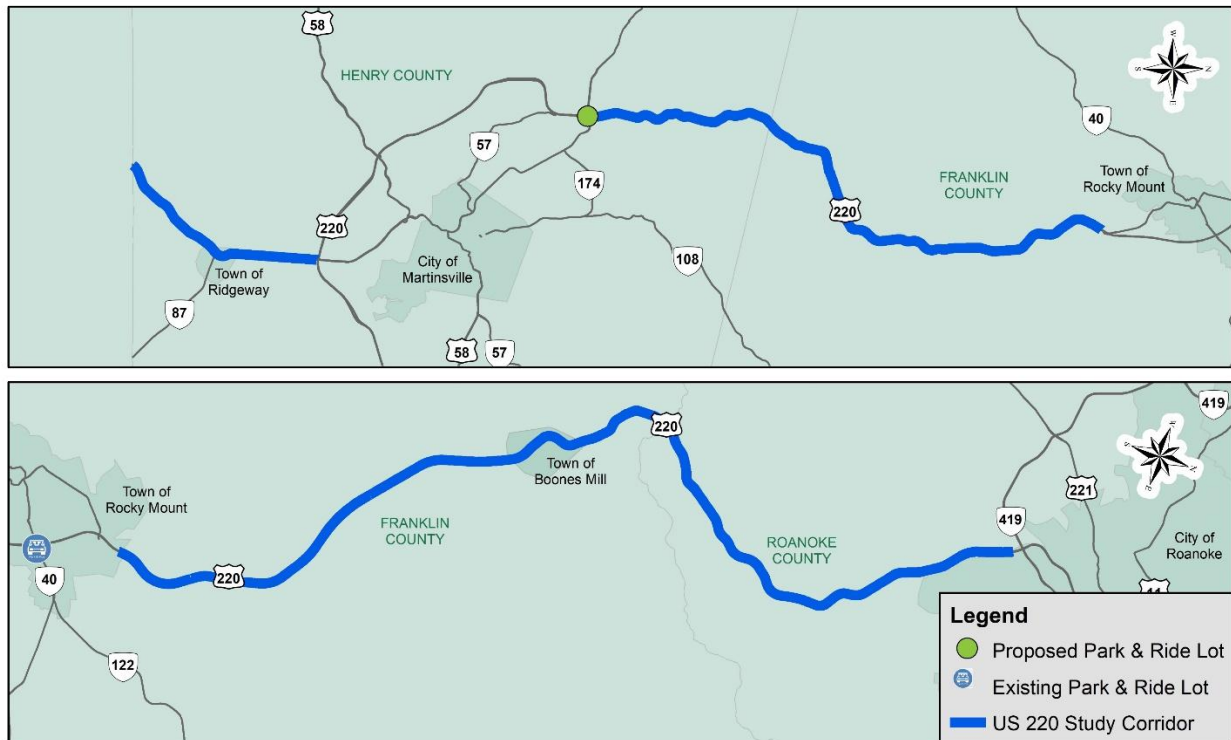 58
HENRY COUNTY
W
S
N
E
57
174
40
FRANKLIN
COUNTY
Town of
Rocky Mount
220
220
Town of
Ridgeway
City of
Martinsville
108
87
58
57
419
220
Town of
Rocky Mount
Town of
Boones Mill
221
FRANKLIN
COUNTY
419
City of
Roanoke
ROANOKE
COUNTY
40
220
11
122
Legend
Proposed Park & Ride Lot
Existing Park & Ride Lot
US 220 Study Corridor